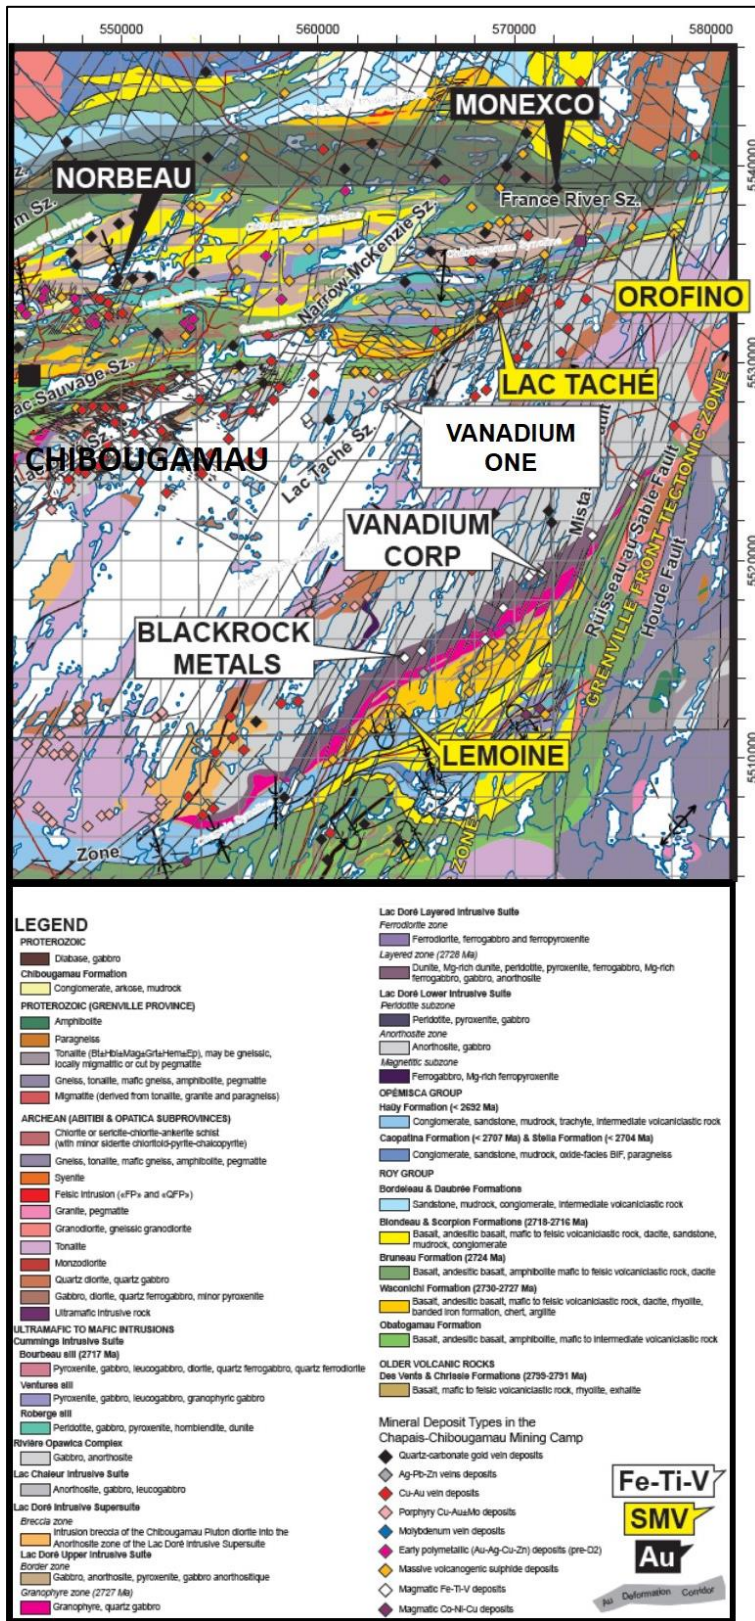 550000 560000 570000 580000
MONEXCO
5540000
NORBEAU
France River Sz.
Narrow McKenzie Sz.
OROFINO
LAC TACHÉ
5530000
Lac Sauvage Sz.
VANADIUM
ONE
CHIBOUGAMAU
Lac Taché Sz.
VANADIUM
CORP
5520000
Ruisseau au Sable Fault
Houde Fault
GRENVILLE FRONT TECTONIC ZONE
BLACKROCK
METALS
LEMOINE
5510000
Zone
ZONE
LEGEND
PROTEROZOIC
Diabase, gabbro
Chibougamau Formation
Conglomerate, arkose, mudrock
PROTEROZOIC (GRENVILLE PROVINCE)
Amphibolite
Paragneiss
Tonalite (Bt±Hbl±Mag±Grt±Hem±Ep), may be gneissic,
locally migmatitic or cut by pegmatite
Gneiss, tonalite, mafic gneiss, amphibolite, pegmatite
Migmatite (derived from tonalite, granite and paragneiss)
ARCHEAN (ABITIBI & OPATICA SUBPROVINCES)
Chlorite or sericite-chlorite-ankerite schist
(with minor siderite chloritoid-pyrite-chalcopyrite)
Gneiss, tonalite, mafic gneiss, amphibolite, pegmatite
Syenite
Felsic intrusion («FP» and «QFP»)
Granite, pegmatite
Granodiorite, gneissic granodiorite
Tonalite
Monzodiorite
Quartz diorite, quartz gabbro
Gabbro, diorite, quartz ferrogabbro, minor pyroxenite
Ultramafic intrusive rock
ULTRAMAFIC TO MAFIC INTRUSIONS
Cummings Intrusive Suite
Bourbeau sill (2717 Ma)
Pyroxenite, gabbro, leucogabbro, diorite, quartz ferrogabbro, quartz ferrodiorite
Ventures sill
Pyroxenite, gabbro, leucogabbro, granophyric gabbro
Roberge sill
Peridotite, gabbro, pyroxenite, hornblendite, dunite
Rivière Opawica Complex
Gabbro, anorthosite
Lac Chaleur Intrusive Suite
Anorthosite, gabbro, leucogabbro
Lac Doré Intrusive Supersuite
Breccia zone
Intrusion breccia of the Chibougamau Pluton diorite into the
Anorthosite zone of the Lac Doré Intrusive Supersuite
Lac Doré Upper Intrusive Suite
Border zone
Gabbro, anorthosite, pyroxenite, gabbro anorthositique
Granophyre zone (2727 Ma)
Granophyre, quartz gabbro
Lac Doré Layered Intrusive Suite
Ferrodiorite zone
Ferrodiorite, ferrogabbro and ferropyroxenite
Layered zone (2728 Ma)
Dunite, Mg-rich dunite, peridotite, pyroxenite, ferrogabbro, Mg-rich
ferrogabbro, gabbro, anorthosite
Lac Doré Lower Intrusive Suite
Peridotite subzone
Peridotite, pyroxenite, gabbro
Anorthosite zone
Anorthosite, gabbro
Magnetitic subzone
Ferrogabbro, Mg-rich ferropyroxenite
OPÉMISCA GROUP
Haüy Formation (< 2692 Ma)
Conglomerate, sandstone, mudrock, trachyte, intermediate volcaniclastic rock
Caopatina Formation (< 2707 Ma) & Stella Formation (< 2704 Ma)
Conglomerate, sandstone, mudrock, oxide-facies BIF, paragneiss
ROY GROUP
Bordeleau & Daubrée Formations
Sandstone, mudrock, conglomerate, intermediate volcaniclastic rock
Blondeau & Scorpion Formations (2718-2716 Ma)
Basalt, andesitic basalt, mafic to felsic volcaniclastic rock, dacite, sandstone,
mudrock, conglomerate
Bruneau Formation (2724 Ma)
Basalt, andesitic basalt, amphibolite mafic to felsic volcaniclastic rock, dacite
Waconichi Formation (2730-2727 Ma)
Basalt, andesitic basalt, mafic to felsic volcaniclastic rock, dacite, rhyolite,
banded iron formation, chert, argilite
Obatogamau Formation
Basalt, andesitic basalt, amphibolite, mafic to intermediate volcaniclastic rock
OLDER VOLCANIC ROCKS
Des Vents & Chrissie Formations (2799-2791 Ma)
Basalt, mafic to felsic volcaniclastic rock, rhyolite, exhalite
Mineral Deposit Types in the
Chapais-Chibougamau Mining Camp
Quartz-carbonate gold vein deposits
Ag-Pb-Zn veins deposits
Cu-Au vein deposits
Porphyry Cu-Au±Mo deposits
Molybdenum vein deposits
Early polymetallic (Au-Ag-Cu-Zn) deposits (pre-D2)
Massive volcanogenic sulphide deposits
Magmatic Fe-Ti-V deposits
Magmatic Co-Ni-Cu deposits
Fe-Ti-V
SMV
Au
Au Deformation Corridor